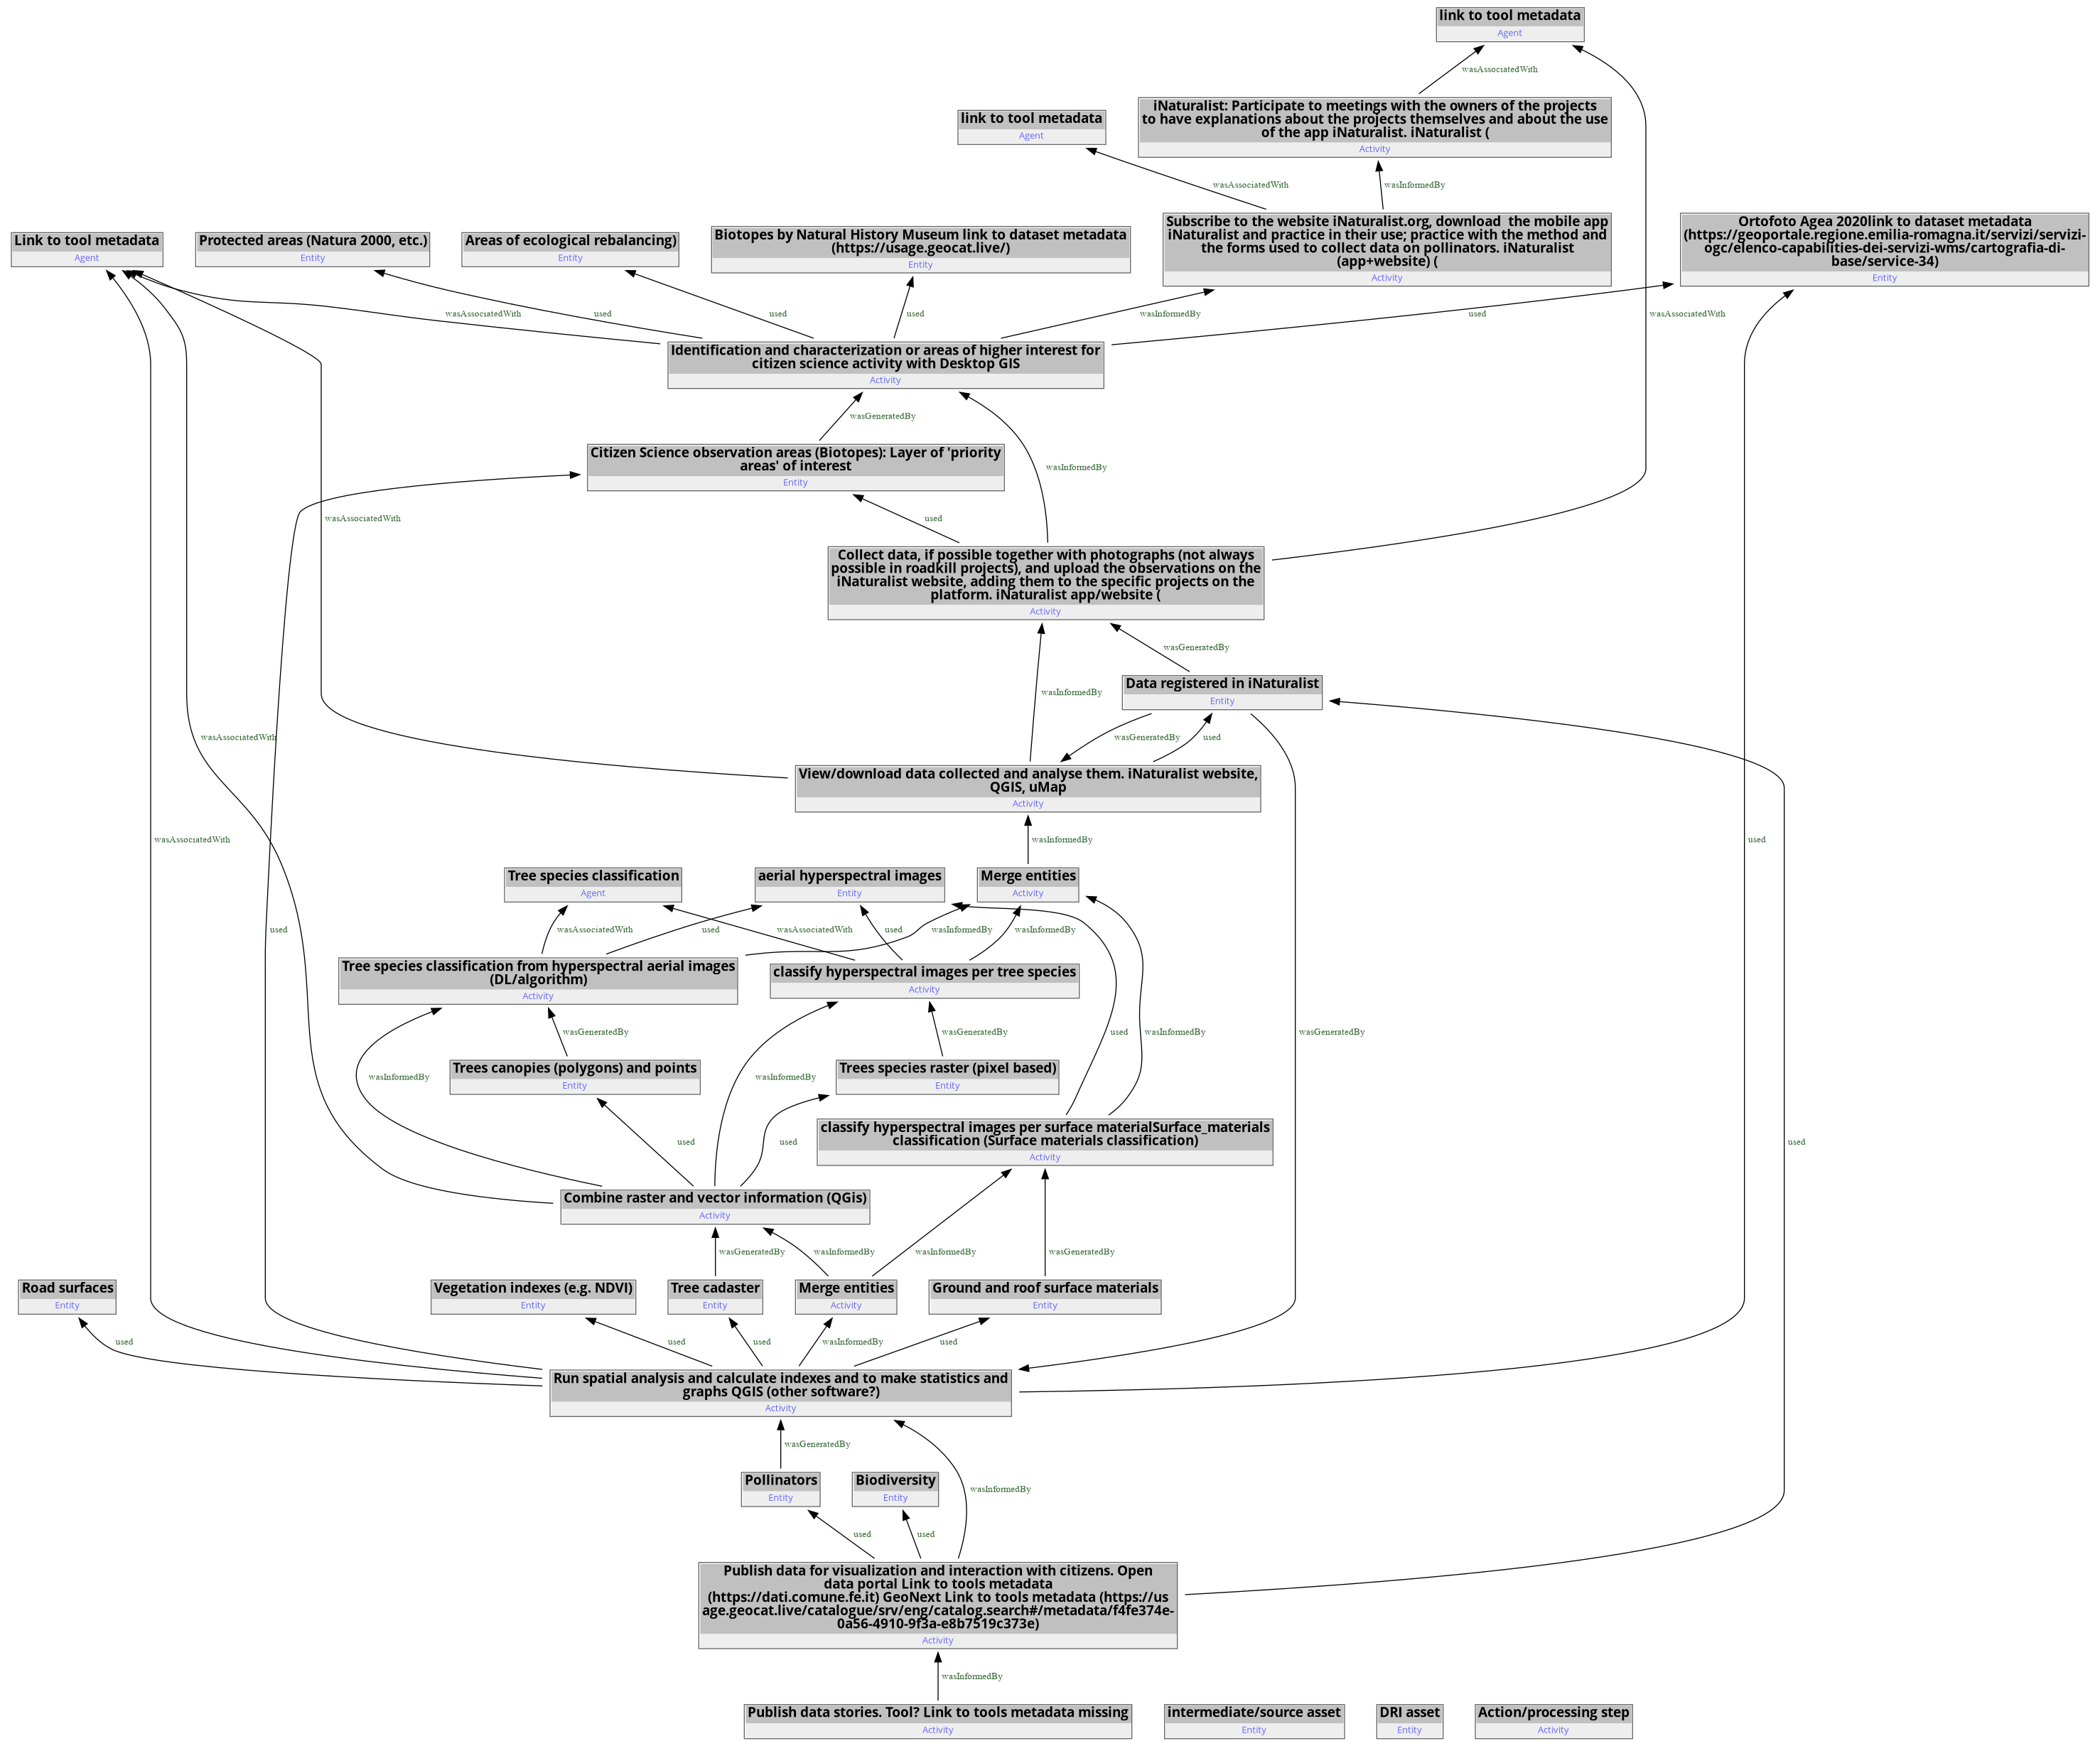 link to tool metadata
Agent
wasAssociatedWith
iNaturalist: Participate to meetings with the owners of the projects
to have explanations about the projects themselves and about the use
of the app iNaturalist. iNaturalist (
Activity
link to tool metadata
Agent
wasAssociatedWith
wasInformedBy
Link to tool metadata
Agent
Protected areas (Natura 2000, etc.)
Entity
Areas of ecological rebalancing)
Entity
Biotopes by Natural History Museum link to dataset metadata
(https://usage.geocat.live/)
Entity
Subscribe to the website iNaturalist.org, download  the mobile app
iNaturalist and practice in their use; practice with the method and
the forms used to collect data on pollinators. iNaturalist
(app+website) (
Activity
Ortofoto Agea 2020link to dataset metadata
(https://geoportale.regione.emilia-romagna.it/servizi/servizi-
ogc/elenco-capabilities-dei-servizi-wms/cartografia-di-
base/service-34)
Entity
wasAssociatedWith
used
used
used
wasInformedBy
used
wasAssociatedWith
Identification and characterization or areas of higher interest for
citizen science activity with Desktop GIS
Activity
wasGeneratedBy
Citizen Science observation areas (Biotopes): Layer of 'priority
areas' of interest
Entity
wasInformedBy
wasAssociatedWith
used
Collect data, if possible together with photographs (not always
possible in roadkill projects), and upload the observations on the
iNaturalist website, adding them to the specific projects on the
platform. iNaturalist app/website (
Activity
wasGeneratedBy
wasInformedBy
Data registered in iNaturalist
Entity
wasAssociatedWith
wasGeneratedBy
used
View/download data collected and analyse them. iNaturalist website,
QGIS, uMap
Activity
wasAssociatedWith
wasInformedBy
used
Tree species classification
Agent
aerial hyperspectral images
Entity
Merge entities
Activity
used
wasAssociatedWith
used
wasAssociatedWith
used
wasInformedBy
wasInformedBy
Tree species classification from hyperspectral aerial images
(DL/algorithm)
Activity
classify hyperspectral images per tree species
Activity
wasGeneratedBy
wasGeneratedBy
used
wasInformedBy
wasGeneratedBy
Trees canopies (polygons) and points
Entity
Trees species raster (pixel based)
Entity
wasInformedBy
wasInformedBy
classify hyperspectral images per surface materialSurface_materials
classification (Surface materials classification)
Activity
used
used
used
Combine raster and vector information (QGis)
Activity
wasGeneratedBy
wasInformedBy
wasInformedBy
wasGeneratedBy
Road surfaces
Entity
Vegetation indexes (e.g. NDVI)
Entity
Tree cadaster
Entity
Merge entities
Activity
Ground and roof surface materials
Entity
used
used
used
wasInformedBy
used
Run spatial analysis and calculate indexes and to make statistics and
graphs QGIS (other software?)
Activity
wasGeneratedBy
Pollinators
Entity
Biodiversity
Entity
wasInformedBy
used
used
Publish data for visualization and interaction with citizens. Open
data portal Link to tools metadata
(https://dati.comune.fe.it) GeoNext Link to tools metadata (https://us
age.geocat.live/catalogue/srv/eng/catalog.search#/metadata/f4fe374e-
0a56-4910-9f3a-e8b7519c373e)
Activity
wasInformedBy
Publish data stories. Tool? Link to tools metadata missing
Activity
intermediate/source asset
Entity
DRI asset
Entity
Action/processing step
Activity